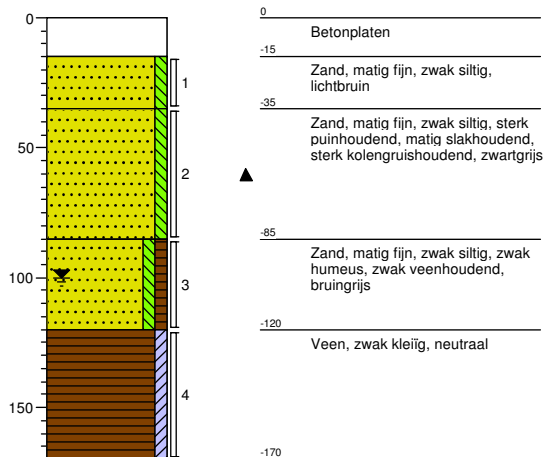 0
50
100
150
1
2
3
4
0
Betonplaten
-15
Zand, matig fijn, zwak siltig,
lichtbruin
-35
Zand, matig fijn, zwak siltig, sterk
puinhoudend, matig slakhoudend,
sterk kolengruishoudend, zwartgrijs
-85
Zand, matig fijn, zwak siltig, zwak
humeus, zwak veenhoudend,
bruingrijs
-120
Veen, zwak kleiïg, neutraal
-170